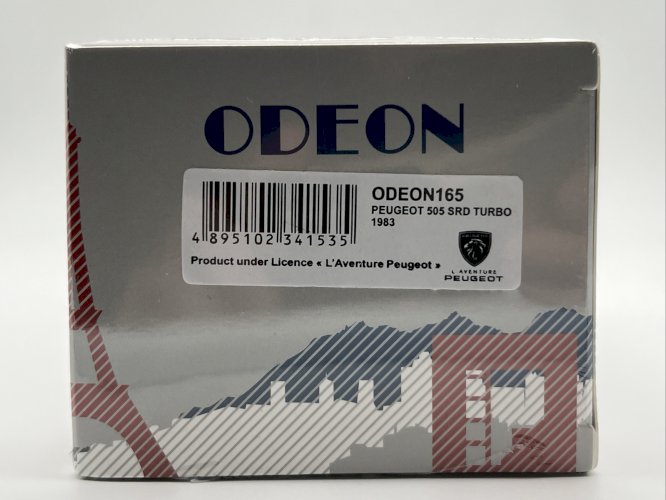 ODEON
ODEON165
PEUGEOT 505 SRD TURBO
1983
4 895102 341535
Product under Licence « L'Aventure Peugeot »
L'AVENTURE
PEUGEOT